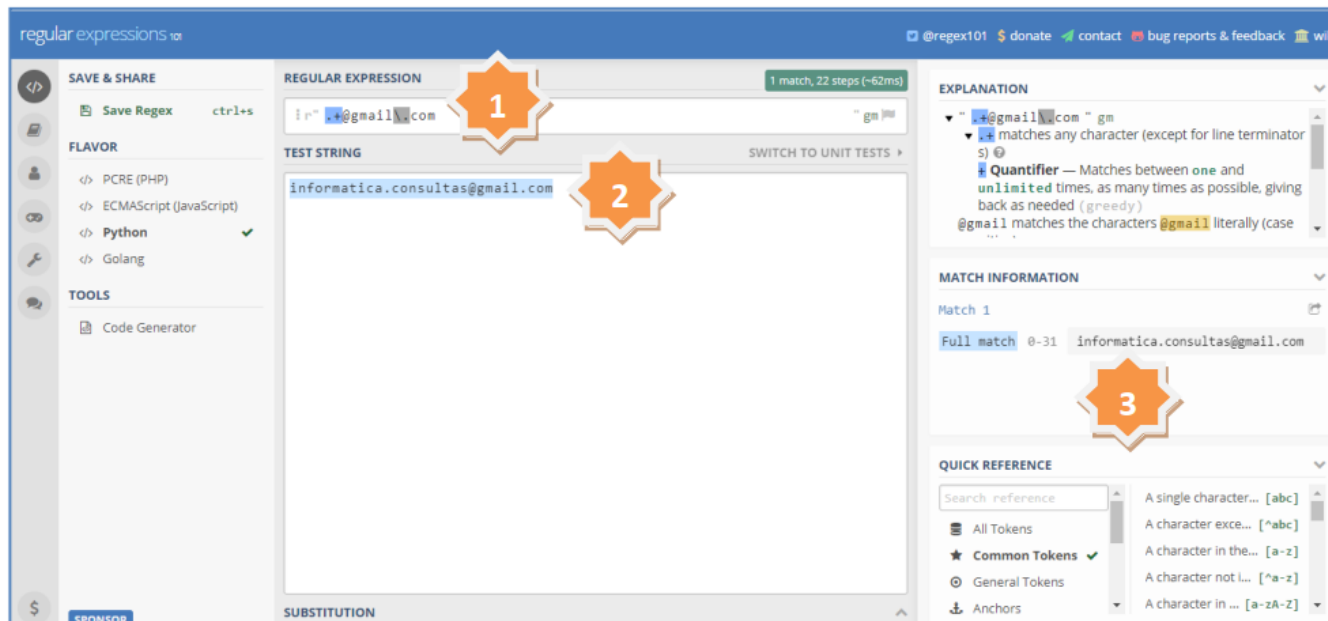 regular expressions 101
@regex101 $ donate contact bug reports & feedback wi
SAVE & SHARE
Save Regex ctrl+s
FLAVOR
</> PCRE (PHP)
</> ECMAScript (JavaScript)
</> Python
</> Golang
TOOLS
Code Generator
SPONSOR
REGULAR EXPRESSION
1 match, 22 steps (~62ms)
r" .+@gmail\.com " gm
1
TEST STRING
SWITCH TO UNIT TESTS
informatica.consultas@gmail.com
2
SUBSTITUTION
EXPLANATION
" .+@gmail\.com " gm
.+ matches any character (except for line terminator
s)
+ Quantifier — Matches between one and
unlimited times, as many times as possible, giving
back as needed (greedy)
@gmail matches the characters @gmail literally (case
MATCH INFORMATION
Match 1
Full match 0-31 informatica.consultas@gmail.com
3
QUICK REFERENCE
Search reference
All Tokens
Common Tokens
General Tokens
Anchors
A single character... [abc]
A character exce... [^abc]
A character in the... [a-z]
A character not i... [^a-z]
A character in ... [a-zA-Z]
$